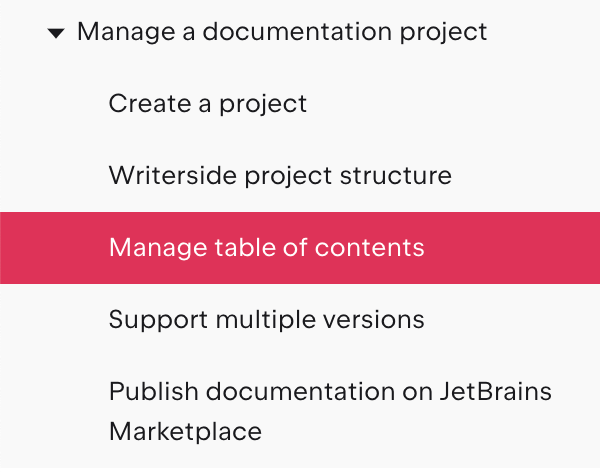 Manage a documentation project
Create a project
Writerside project structure
Manage table of contents
Support multiple versions
Publish documentation on JetBrains
Marketplace